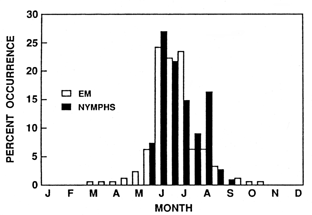 PERCENT OCCURRENCE
30
25
20
15
10
5
0
EM
NYMPHS
J F M A M J J A S O N D
MONTH